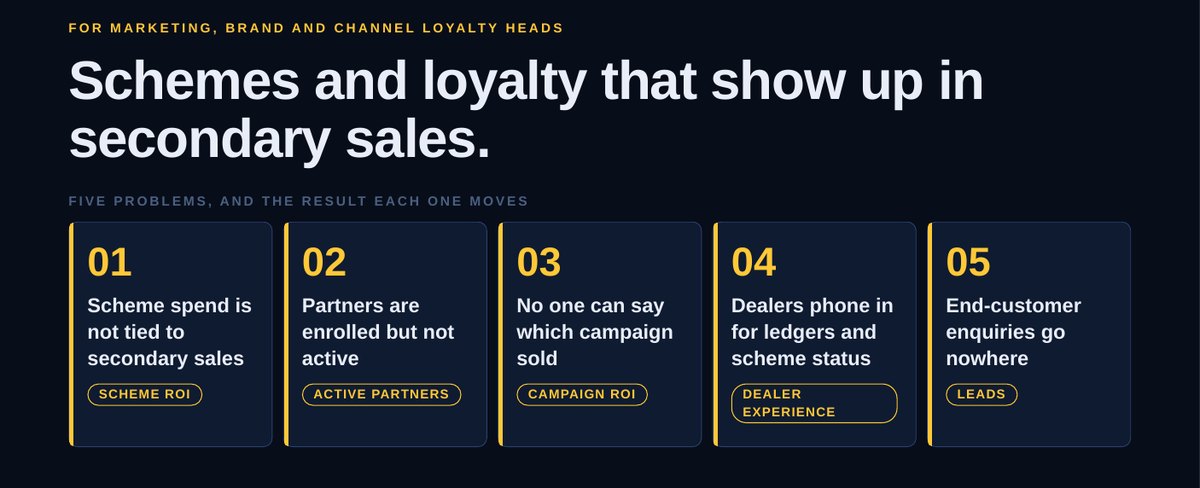 FOR MARKETING, BRAND AND CHANNEL LOYALTY HEADS
Schemes and loyalty that show up in
secondary sales.
FIVE PROBLEMS, AND THE RESULT EACH ONE MOVES
01
Scheme spend is
not tied to
secondary sales
SCHEME ROI
02
Partners are
enrolled but not
active
ACTIVE PARTNERS
03
No one can say
which campaign
sold
CAMPAIGN ROI
04
Dealers phone in
for ledgers and
scheme status
DEALER
EXPERIENCE
05
End-customer
enquiries go
nowhere
LEADS